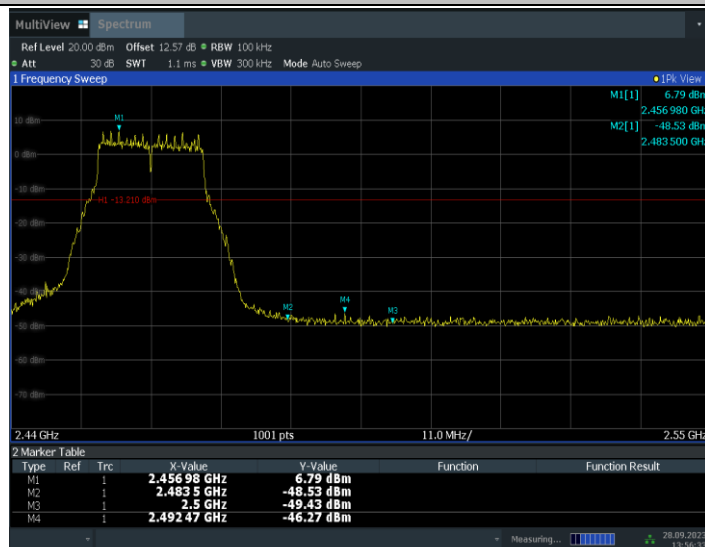 MultiView Spectrum
Ref Level 20.00 dBm Offset 12.57 dB RBW 100 kHz
Att 30 dB SWT 1.1 ms VBW 300 kHz Mode Auto Sweep
1 Frequency Sweep 1Pk View
M1[1] 6.79 dBm
2.456 980 GHz
M2[1] -48.53 dBm
2.483 500 GHz
M1
10 dBm
0 dBm
-10 dBm
H1 -13.210 dBm
-20 dBm
-30 dBm
-40 dBm
M2 M4 M3
-50 dBm
-60 dBm
-70 dBm
2.44 GHz 1001 pts 11.0 MHz/ 2.55 GHz
2 Marker Table
Type Ref Trc X-Value Y-Value Function Function Result
M1 1 2.456 98 GHz 6.79 dBm
M2 1 2.483 5 GHz -48.53 dBm
M3 1 2.5 GHz -49.43 dBm
M4 1 2.492 47 GHz -46.27 dBm
Measuring... 28.09.2023
13:56:37